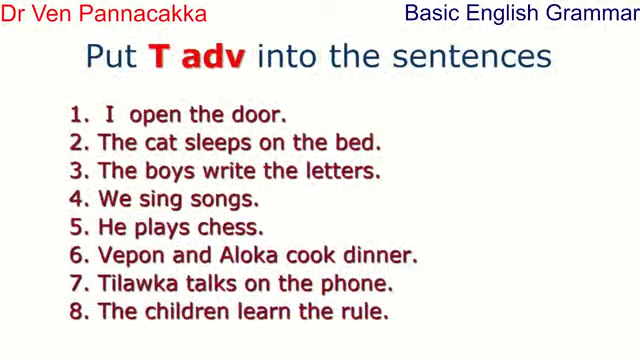 Dr Ven Pannacakka
Basic English Grammar
Put T adv into the sentences
1. I open the door.
2. The cat sleeps on the bed.
3. The boys write the letters.
4. We sing songs.
5. He plays chess.
6. Vepon and Aloka cook dinner.
7. Tilawka talks on the phone.
8. The children learn the rule.